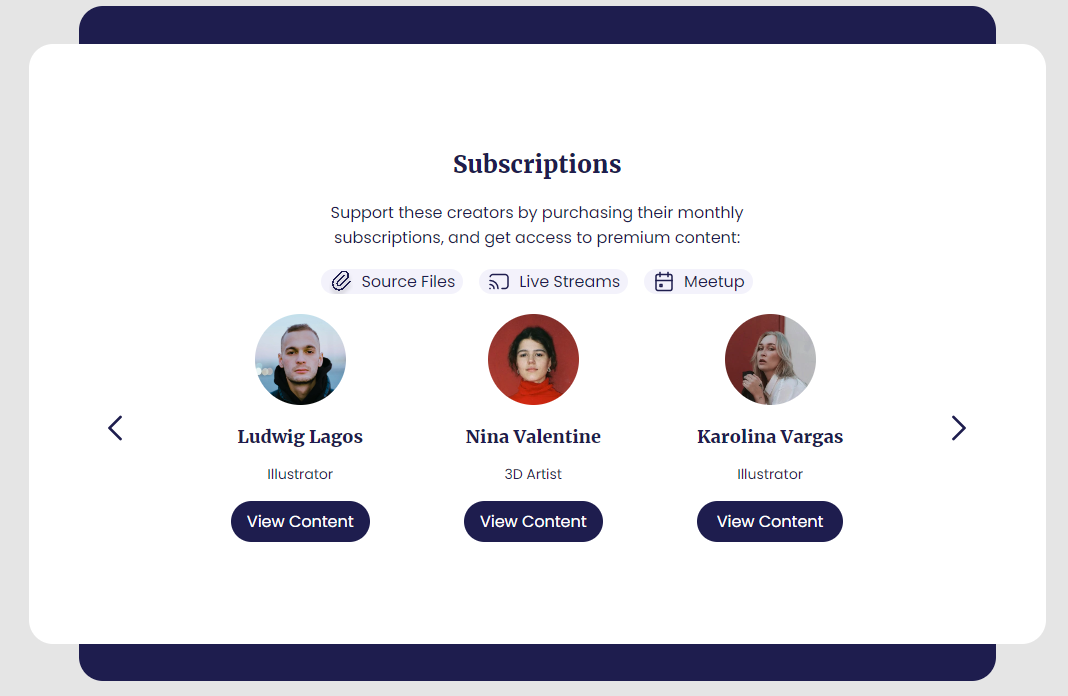 Subscriptions
Support these creators by purchasing their monthly
subscriptions, and get access to premium content:
Source Files Live Streams Meetup
Ludwig Lagos Nina Valentine Karolina Vargas
Illustrator 3D Artist Illustrator
View Content View Content View Content